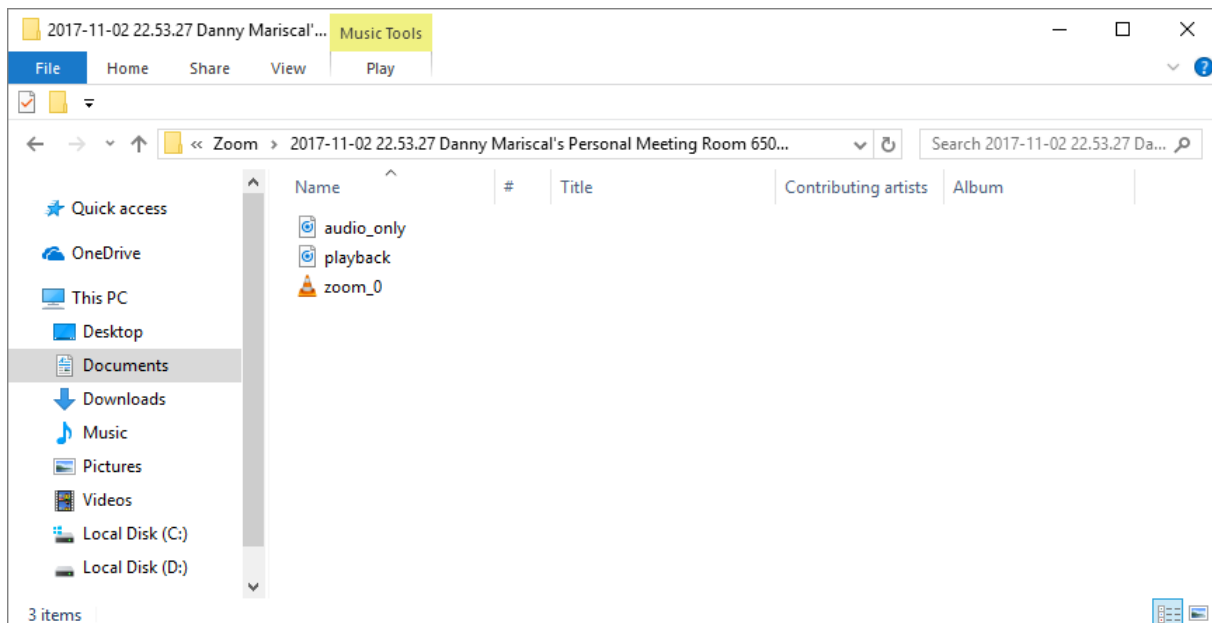 2017-11-02 22.53.27 Danny Mariscal'... Music Tools
File Home Share View Play
?
« Zoom › 2017-11-02 22.53.27 Danny Mariscal's Personal Meeting Room 650... Search 2017-11-02 22.53.27 Da...
Name # Title Contributing artists Album
Quick access
audio_only
OneDrive
playback
This PC
zoom_0
Desktop
Documents
Downloads
Music
Pictures
Videos
Local Disk (C:)
Local Disk (D:)
3 items